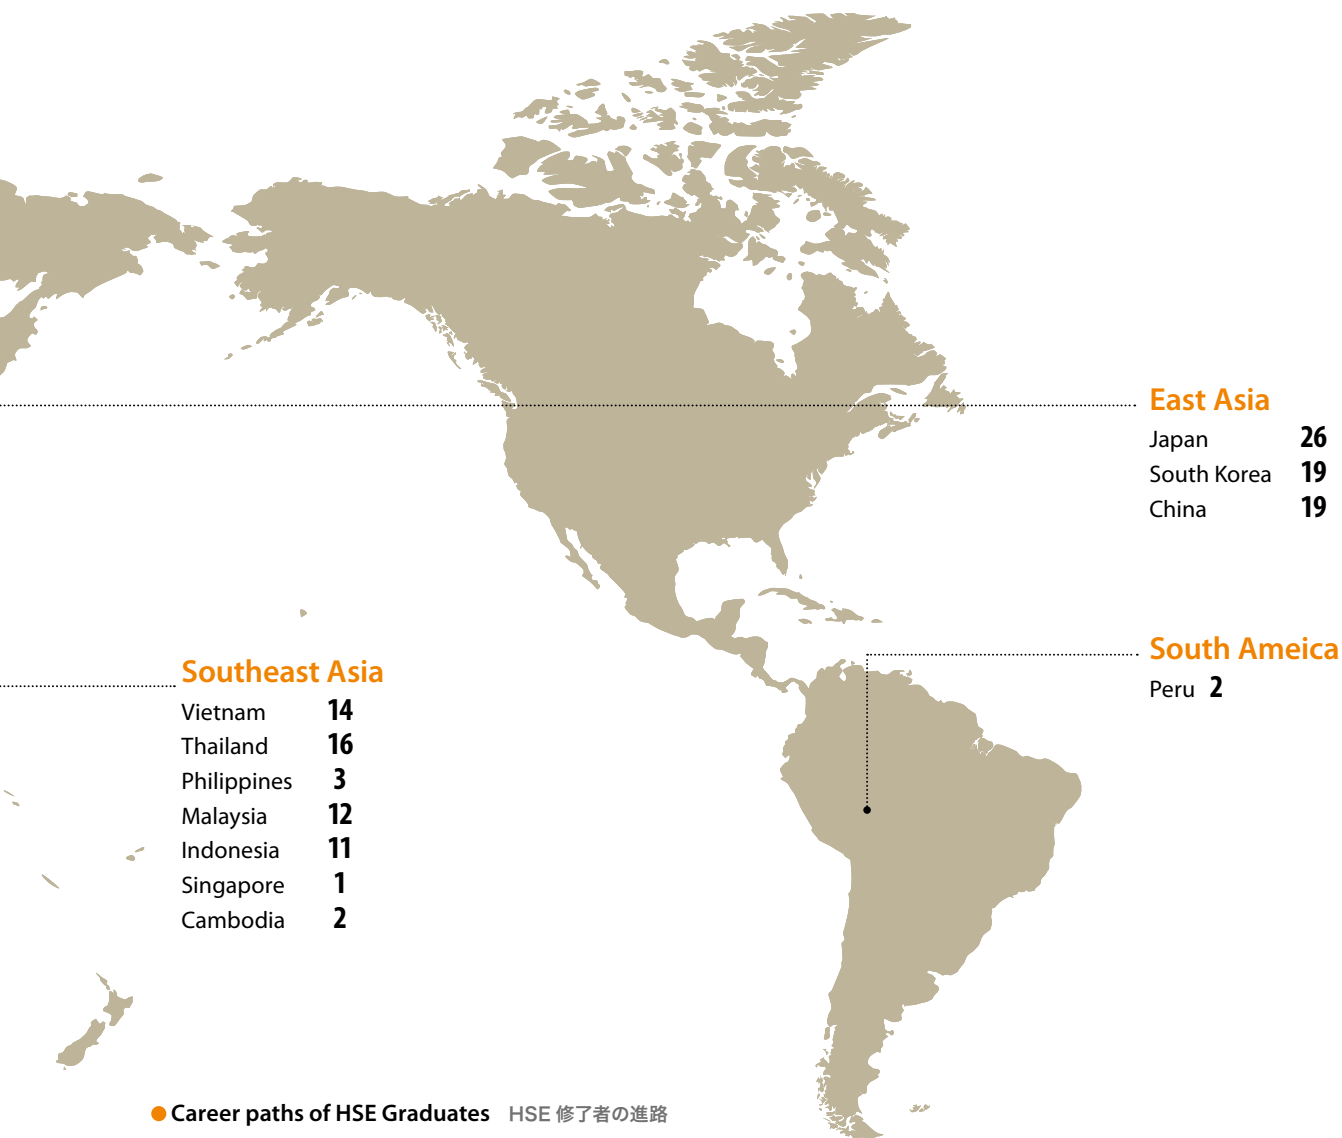 East Asia
Japan 26
South Korea 19
China 19
South Ameica
Peru 2
Southeast Asia
Vietnam 14
Thailand 16
Philippines 3
Malaysia 12
Indonesia 11
Singapore 1
Cambodia 2
Career paths of HSE Graduates HSE 修了者の進路